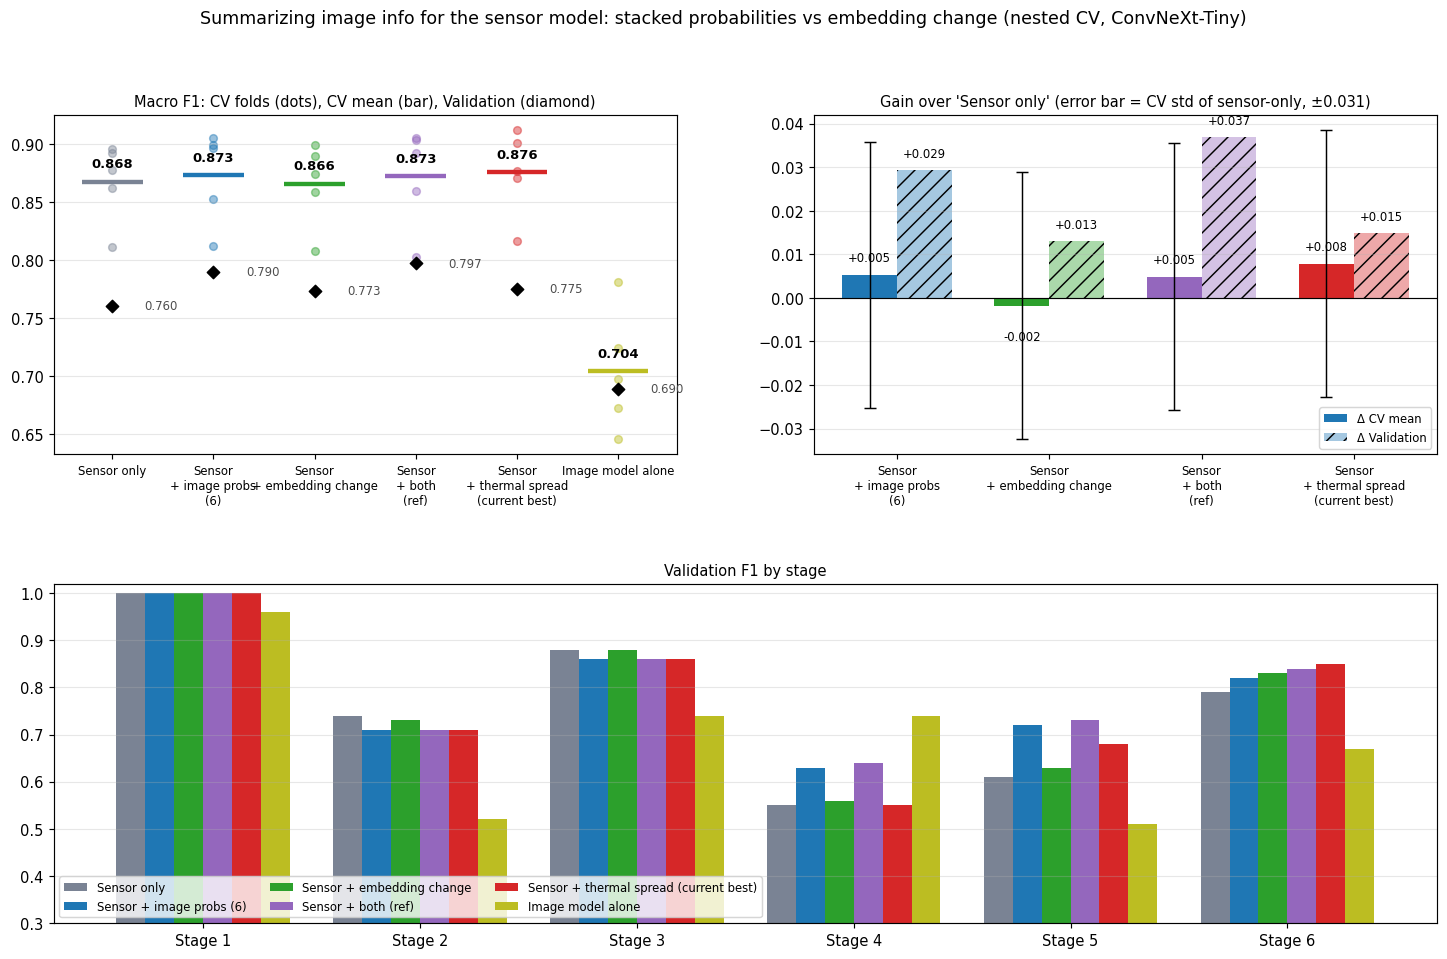 Summarizing image info for the sensor model: stacked probabilities vs embedding change (nested CV, ConvNeXt-Tiny)
Macro F1: CV folds (dots), CV mean (bar), Validation (diamond)
0.90
0.85
0.80
0.75
0.70
0.65
0.868
0.873
0.866
0.873
0.876
0.704
0.760
0.790
0.773
0.797
0.775
0.690
Sensor only
Sensor
+ image probs
(6)
Sensor
+ embedding change
Sensor
+ both
(ref)
Sensor
+ thermal spread
(current best)
Image model alone
Gain over 'Sensor only' (error bar = CV std of sensor-only, ±0.031)
0.04
0.03
0.02
0.01
0.00
−0.01
−0.02
−0.03
+0.005
+0.029
-0.002
+0.013
+0.005
+0.037
+0.008
+0.015
Δ CV mean
Δ Validation
Sensor
+ image probs
(6)
Sensor
+ embedding change
Sensor
+ both
(ref)
Sensor
+ thermal spread
(current best)
Validation F1 by stage
1.0
0.9
0.8
0.7
0.6
0.5
0.4
0.3
Sensor only
Sensor + image probs (6)
Sensor + embedding change
Sensor + both (ref)
Sensor + thermal spread (current best)
Image model alone
Stage 1
Stage 2
Stage 3
Stage 4
Stage 5
Stage 6